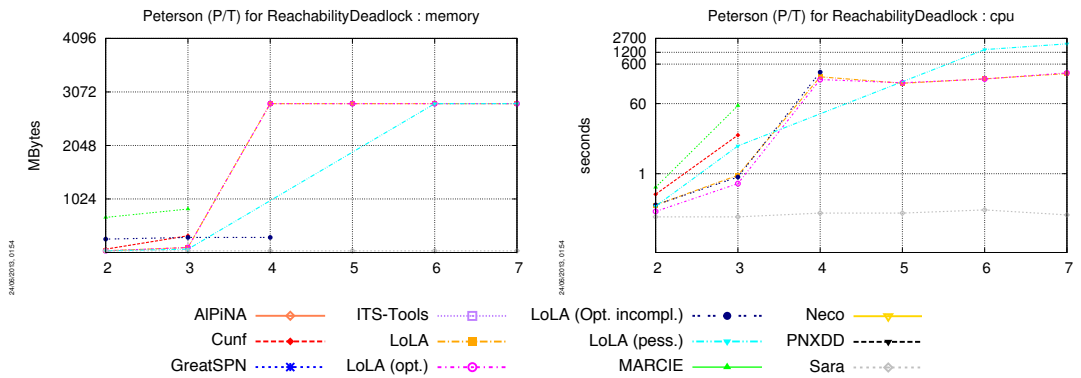 Peterson (P/T) for ReachabilityDeadlock : memory
4096
3072
2048
1024
MBytes
2 3 4 5 6 7
24/05/2013, 01:54
Peterson (P/T) for ReachabilityDeadlock : cpu
2700
1200
600
60
1
seconds
2 3 4 5 6 7
24/05/2013, 01:54
AlPiNA
Cunf
GreatSPN
ITS-Tools
LoLA
LoLA (opt.)
LoLA (Opt. incompl.)
LoLA (pess.)
MARCIE
Neco
PNXDD
Sara